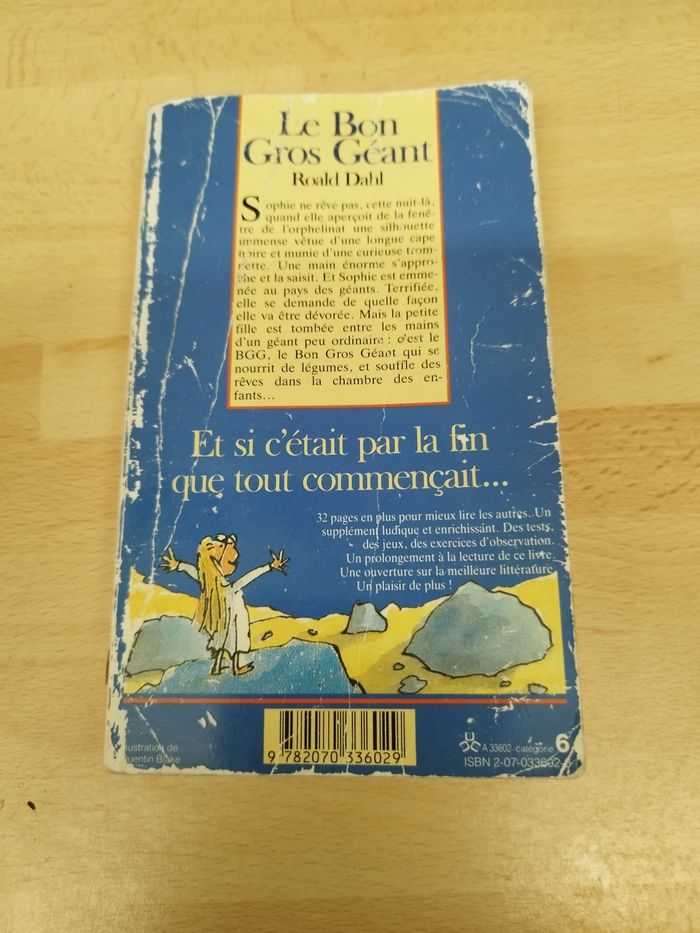 Le Bon
Gros Géant
Roald Dahl
Sophie ne rêve pas, cette nuit-là,
quand elle aperçoit de la fenê-
tre de l'orphelinat une silhouette
immense vêtue d'une longue cape
noire et munie d'une curieuse trom-
pette. Une main énorme s'appro-
che et la saisit. Et Sophie est emme-
née au pays des géants. Terrifiée,
elle se demande de quelle façon
elle va être dévorée. Mais la petite
fille est tombée entre les mains
d'un géant peu ordinaire : c'est le
BGG, le Bon Gros Géant qui se
nourrit de légumes, et souffle des
rêves dans la chambre des en-
fants...
Et si c'était par la fin
que tout commençait...
32 pages en plus pour mieux lire les autres. Un
supplément ludique et enrichissant. Des tests,
des jeux, des exercices d'observation.
Un prolongement à la lecture de ce livre.
Une ouverture sur la meilleure littérature.
Un plaisir de plus !
Illustration de
Quentin Blake
9 782070 336029
A 33602 catégorie 6
ISBN 2-07-033602-